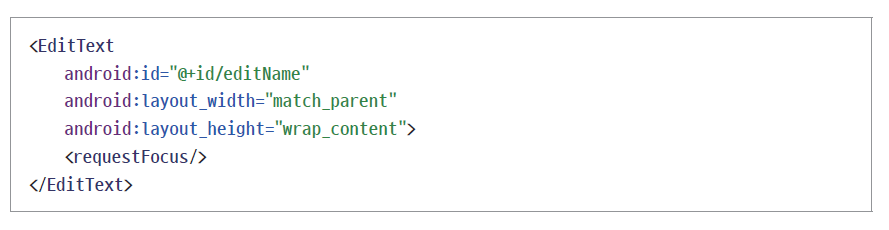 <EditText
android:id="@+id/editName"
android:layout_width="match_parent"
android:layout_height="wrap_content">
<requestFocus/>
</EditText>